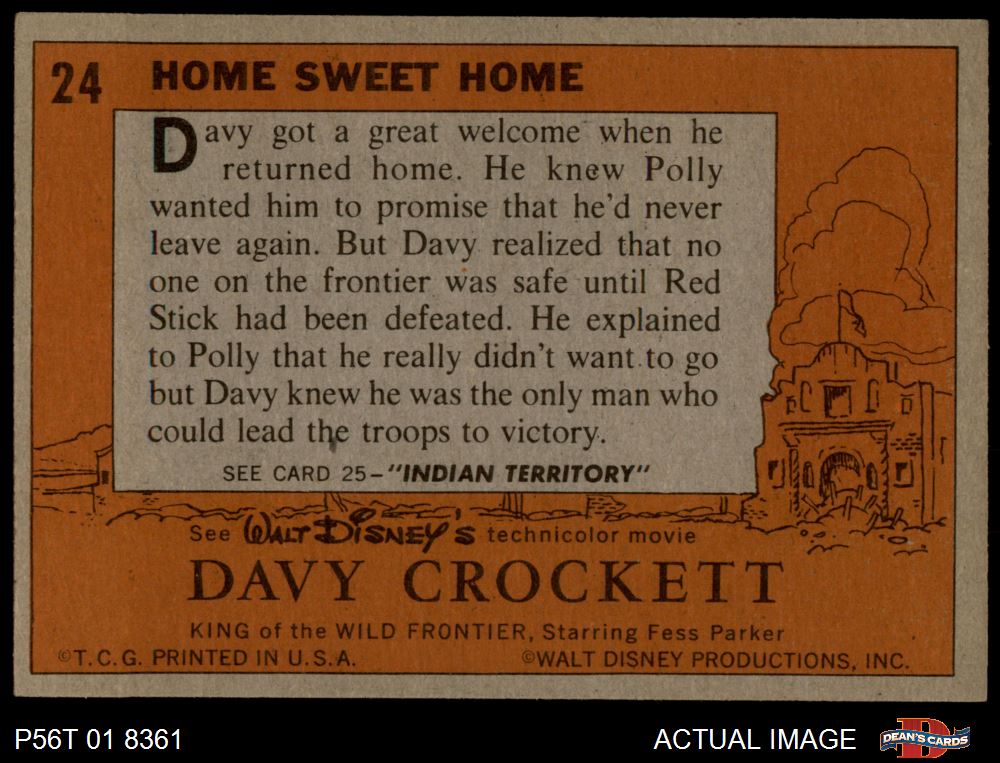 24 HOME SWEET HOME
Davy got a great welcome when he
returned home. He knew Polly
wanted him to promise that he'd never
leave again. But Davy realized that no
one on the frontier was safe until Red
Stick had been defeated. He explained
to Polly that he really didn't want to go
but Davy knew he was the only man who
could lead the troops to victory.
SEE CARD 25-"INDIAN TERRITORY"
See WALT DISNEY'S technicolor movie
DAVY CROCKETT
KING of the WILD FRONTIER, Starring Fess Parker
©T.C.G. PRINTED IN U.S.A. ©WALT DISNEY PRODUCTIONS, INC.
P56T 01 8361 ACTUAL IMAGE D DEAN'S CARDS